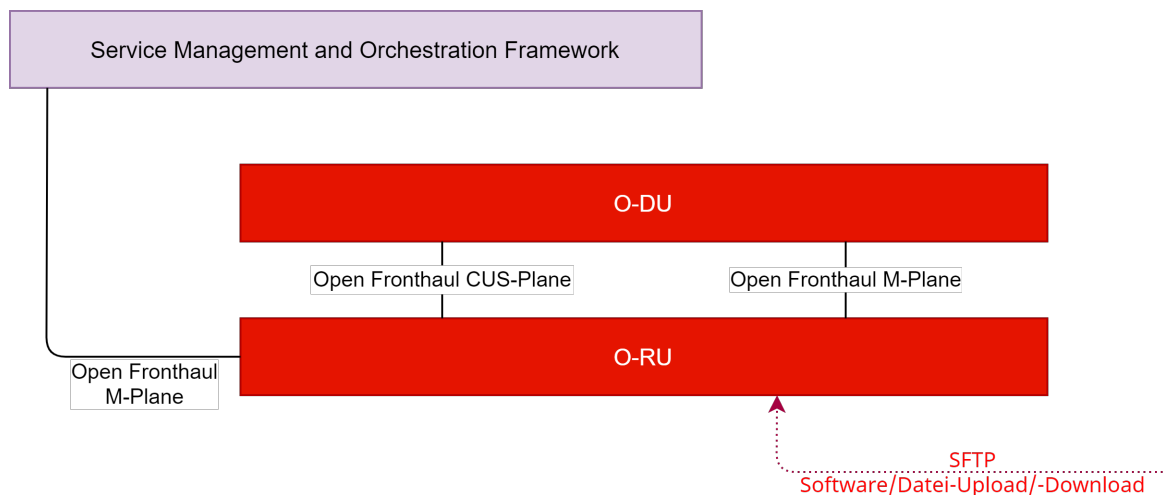 Service Management and Orchestration Framework
O-DU
Open Fronthaul CUS-Plane
Open Fronthaul M-Plane
O-RU
Open Fronthaul
M-Plane
SFTP
Software/Datei-Upload/-Download